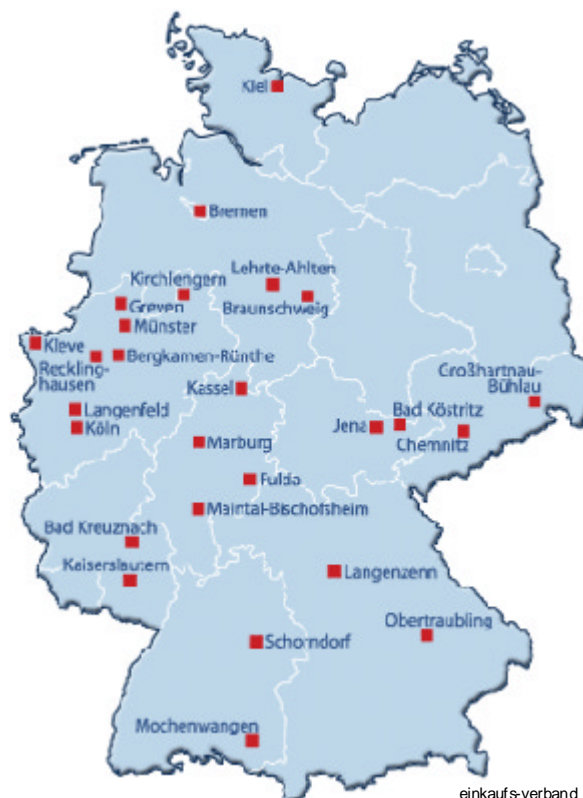 Kiel
Bremen
Lehrte-Ahlten
Kirchlengern
Greven
Braunschweig
Münster
Kleve
Bergkamen-Rünthe
Reckling-
hausen
Kassel
Großhartnau-
Bühlau
Langenfeld
Bad Köstritz
Köln
Jena
Chemnitz
Marburg
Fulda
Maintal-Bischofsheim
Bad Kreuznach
Kaiserslautern
Langenzenn
Obertraubling
Schorndorf
Mochenwangen
einkaufs-verband